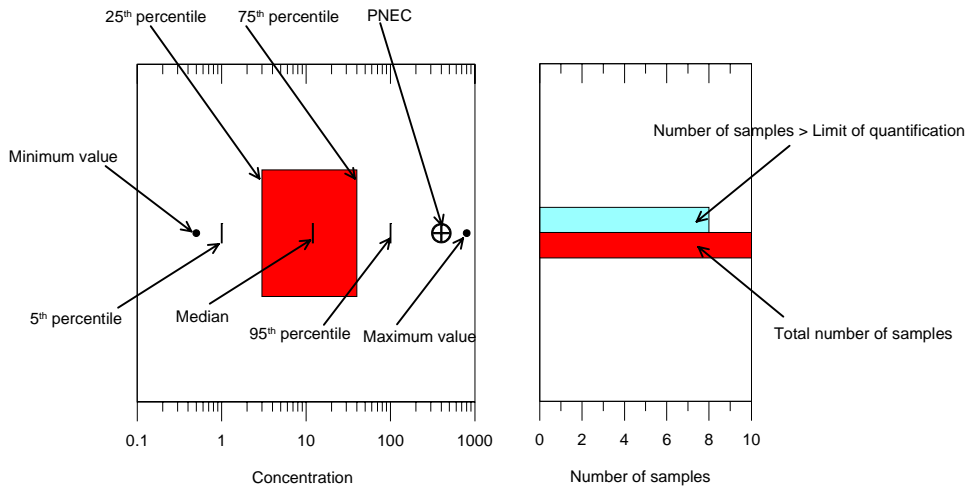 25th percentile
75th percentile
PNEC
Number of samples > Limit of quantification
Minimum value
5th percentile
Median
95th percentile
Maximum value
Total number of samples
0.1 1 10 100 1000
0 2 4 6 8 10
Concentration
Number of samples